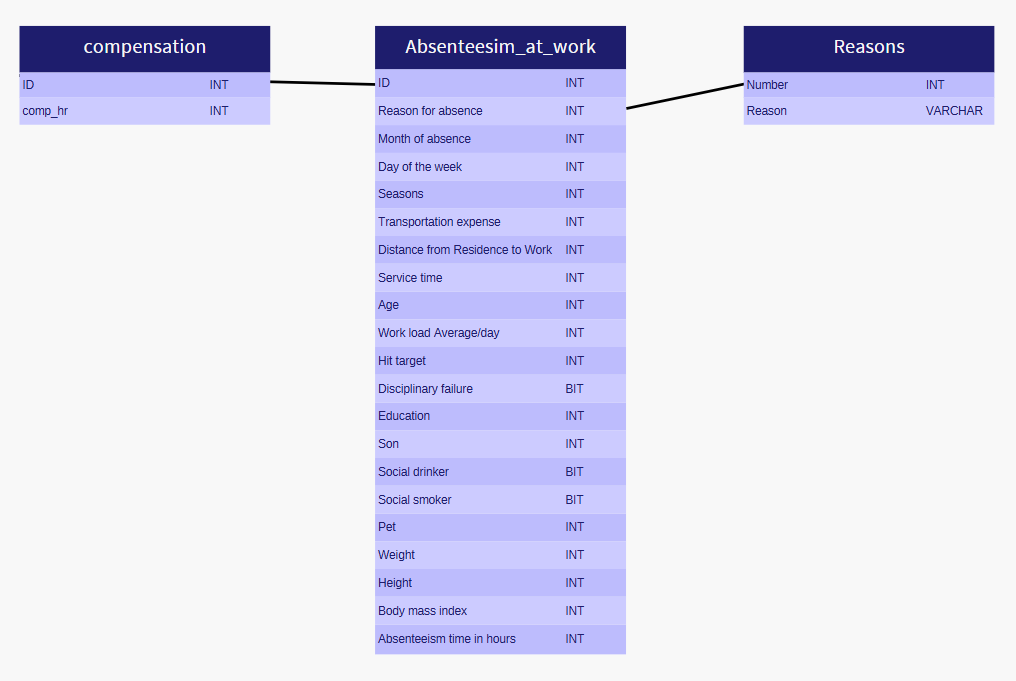 compensation
ID INT
comp_hr INT
Absenteesim_at_work
ID INT
Reason for absence INT
Month of absence INT
Day of the week INT
Seasons INT
Transportation expense INT
Distance from Residence to Work INT
Service time INT
Age INT
Work load Average/day INT
Hit target INT
Disciplinary failure BIT
Education INT
Son INT
Social drinker BIT
Social smoker BIT
Pet INT
Weight INT
Height INT
Body mass index INT
Absenteeism time in hours INT
Reasons
Number INT
Reason VARCHAR